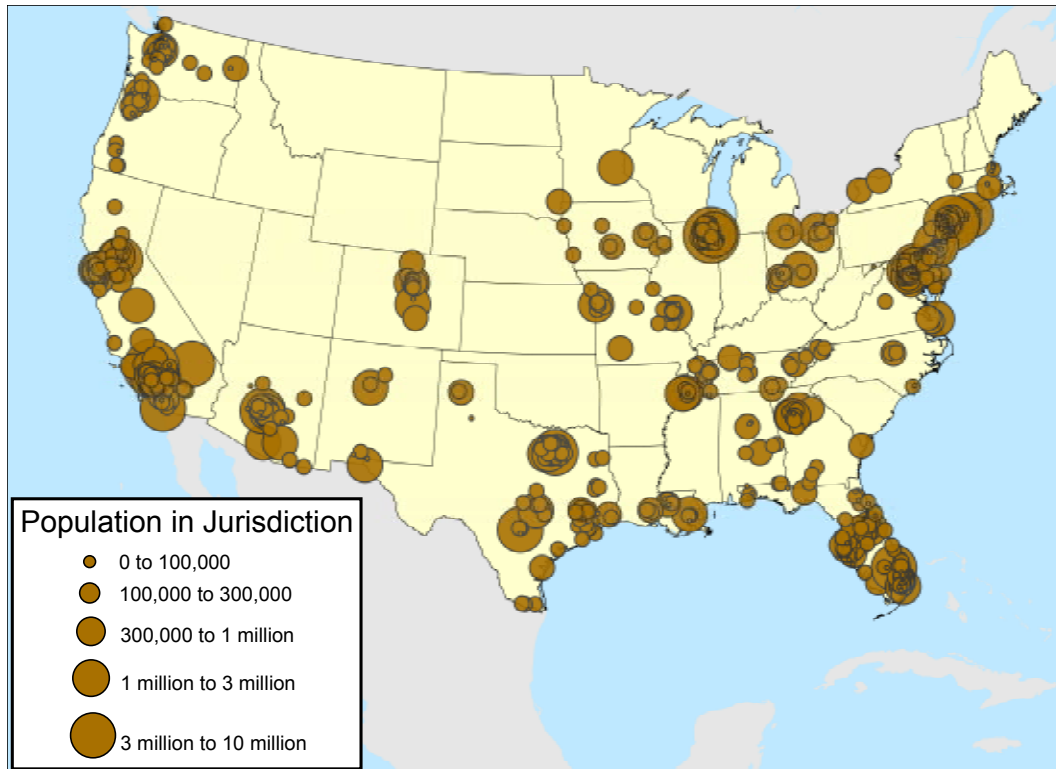 Population in Jurisdiction
0 to 100,000
100,000 to 300,000
300,000 to 1 million
1 million to 3 million
3 million to 10 million